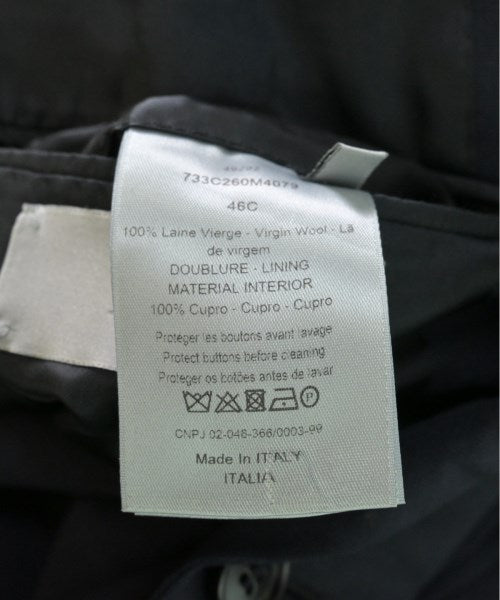 733C260M4079
46C
100% Laine Vierge - Virgin Wool - Lã
de virgem
DOUBLURE - LINING
MATERIAL INTERIOR
100% Cupro - Cupro - Cupro
Proteger les boutons avant lavage
Protect buttons before cleaning
Proteger os botões antes de lavar
P
CNPJ 02-046-366/0003-99
Made In ITALY
ITALIA